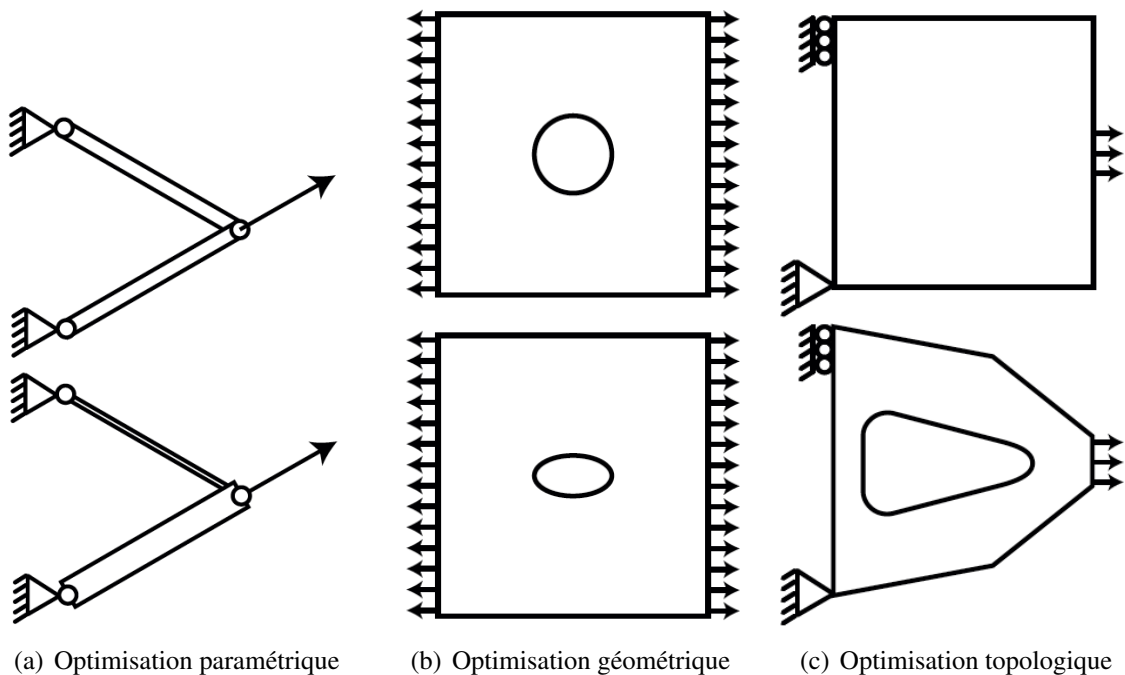 (a) Optimisation paramétrique
(b) Optimisation géométrique
(c) Optimisation topologique